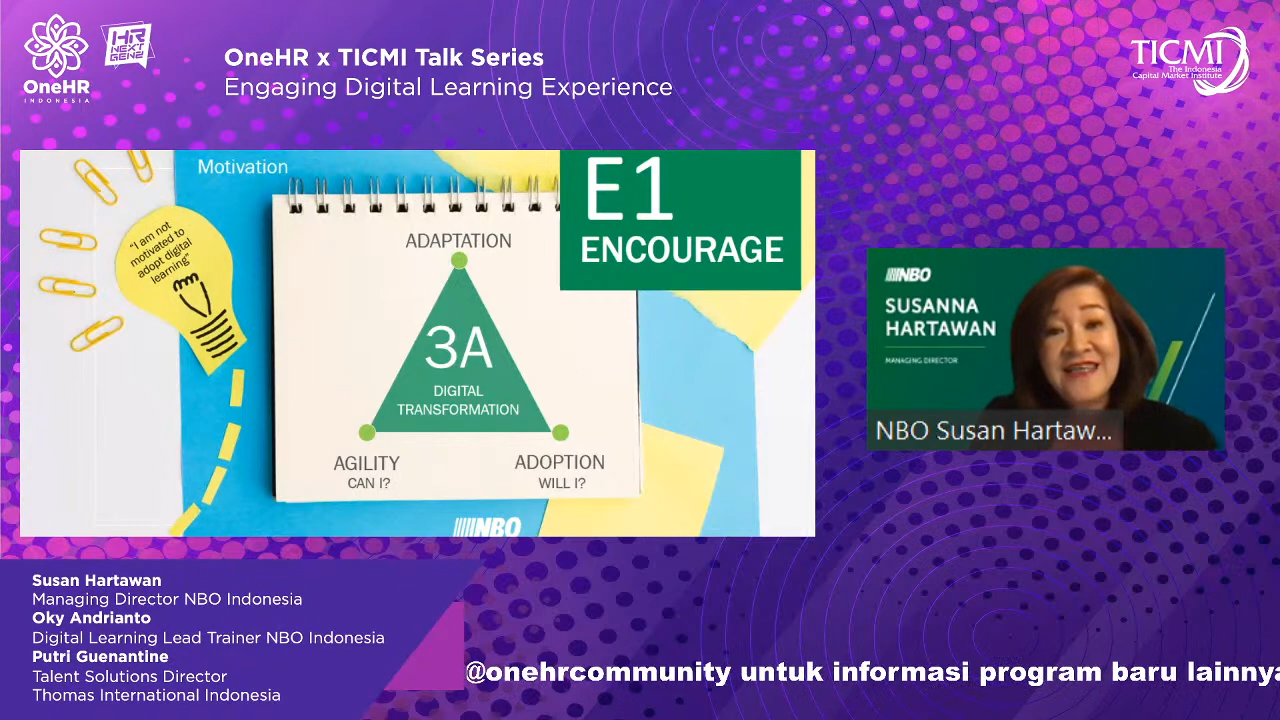 OneHR
INDONESIA
HR
NEXT
GEN
OneHR x TICMI Talk Series
Engaging Digital Learning Experience
TICMI
The Indonesia
Capital Market Institute
Motivation
"I am not
motivated to
adopt digital
learning"
E1
ENCOURAGE
ADAPTATION
3A
DIGITAL
TRANSFORMATION
AGILITY
CAN I?
ADOPTION
WILL I?
NBO
NBO
SUSANNA
HARTAWAN
MANAGING DIRECTOR
NBO Susan Hartaw...
Susan Hartawan
Managing Director NBO Indonesia
Oky Andrianto
Digital Learning Lead Trainer NBO Indonesia
Putri Guenantine
Talent Solutions Director
Thomas International Indonesia
@onehrcommunity untuk informasi program baru lainnya